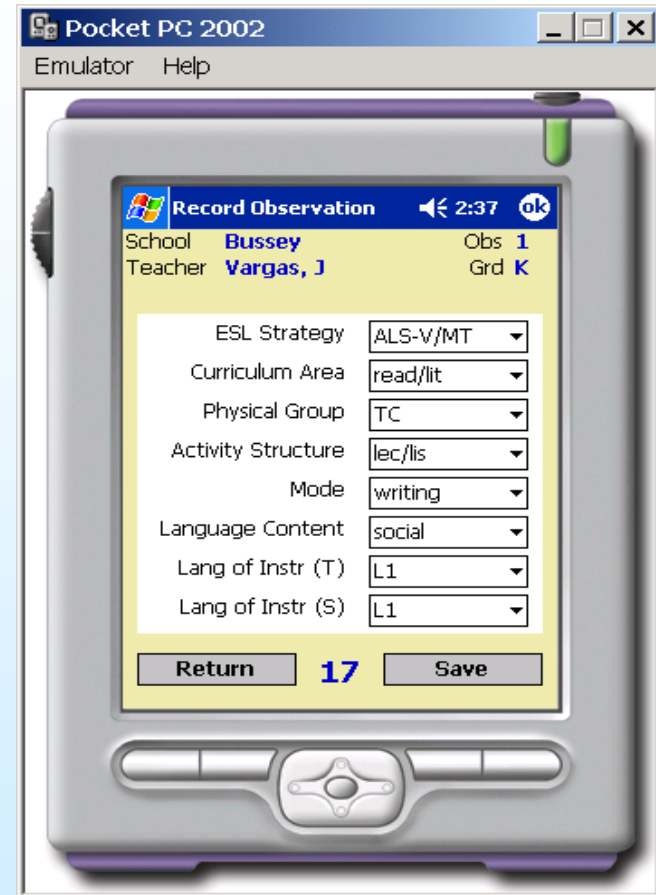 Pocket PC 2002
Emulator Help
Record Observation 2:37 ok
School Bussey Obs 1
Teacher Vargas, J Grd K
ESL Strategy ALS-V/MT
Curriculum Area read/lit
Physical Group TC
Activity Structure lec/lis
Mode writing
Language Content social
Lang of Instr (T) L1
Lang of Instr (S) L1
Return 17 Save